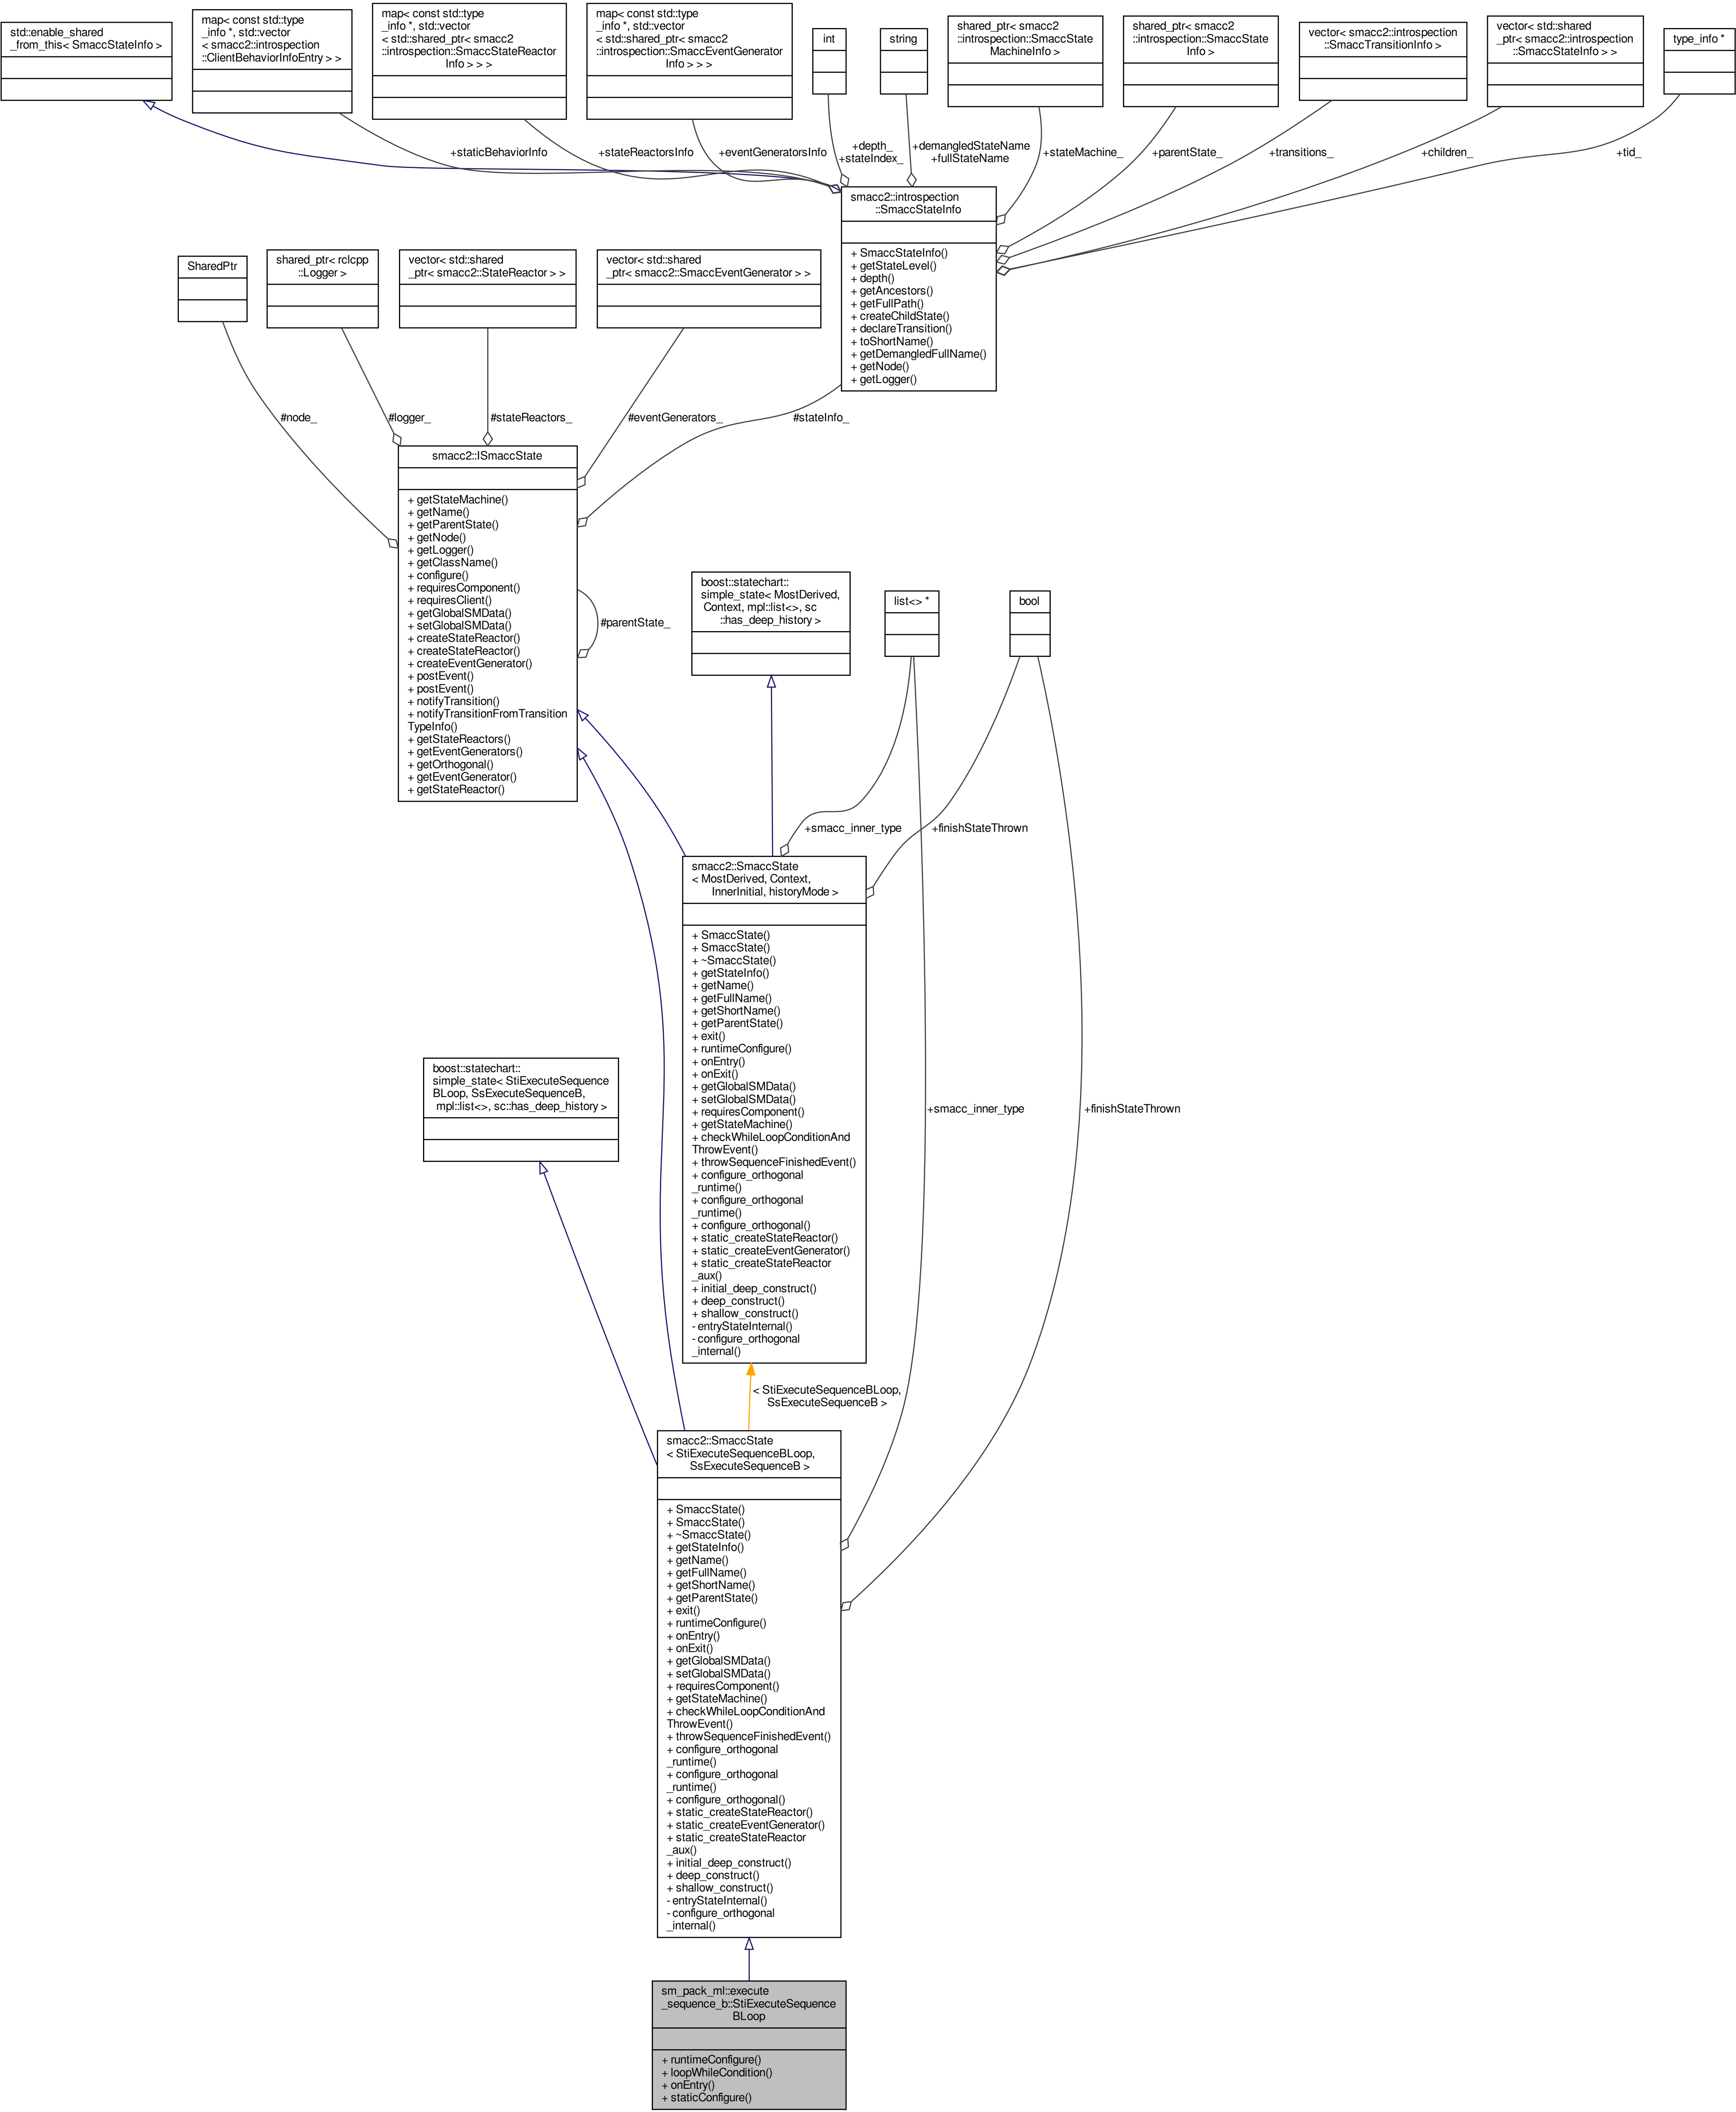 std::enable_shared
_from_this< SmaccStateInfo >
map< const std::type
_info *, std::vector
< smacc2::introspection
::ClientBehaviorInfoEntry > >
map< const std::type
_info *, std::vector
< std::shared_ptr< smacc2
::introspection::SmaccStateReactor
Info > > >
map< const std::type
_info *, std::vector
< std::shared_ptr< smacc2
::introspection::SmaccEventGenerator
Info > > >
int
string
shared_ptr< smacc2
::introspection::SmaccState
MachineInfo >
shared_ptr< smacc2
::introspection::SmaccState
Info >
vector< smacc2::introspection
::SmaccTransitionInfo >
vector< std::shared
_ptr< smacc2::introspection
::SmaccStateInfo > >
type_info *
+staticBehaviorInfo
+stateReactorsInfo
+eventGeneratorsInfo
+depth_
+stateIndex_
+demangledStateName
+fullStateName
+stateMachine_
+parentState_
+transitions_
+children_
+tid_
smacc2::introspection
::SmaccStateInfo
+ SmaccStateInfo()
+ getStateLevel()
+ depth()
+ getAncestors()
+ getFullPath()
+ createChildState()
+ declareTransition()
+ toShortName()
+ getDemangledFullName()
+ getNode()
+ getLogger()
SharedPtr
shared_ptr< rclcpp
::Logger >
vector< std::shared
_ptr< smacc2::StateReactor > >
vector< std::shared
_ptr< smacc2::SmaccEventGenerator > >
#node_
#logger_
#stateReactors_
#eventGenerators_
#stateInfo_
smacc2::ISmaccState
+ getStateMachine()
+ getName()
+ getParentState()
+ getNode()
+ getLogger()
+ getClassName()
+ configure()
+ requiresComponent()
+ requiresClient()
+ getGlobalSMData()
+ setGlobalSMData()
+ createStateReactor()
+ createStateReactor()
+ createEventGenerator()
+ postEvent()
+ postEvent()
+ notifyTransition()
+ notifyTransitionFromTransition
TypeInfo()
+ getStateReactors()
+ getEventGenerators()
+ getOrthogonal()
+ getEventGenerator()
+ getStateReactor()
#parentState_
boost::statechart::
simple_state< MostDerived,
Context, mpl::list<>, sc
::has_deep_history >
list<> *
bool
+smacc_inner_type
+finishStateThrown
smacc2::SmaccState
< MostDerived, Context,
InnerInitial, historyMode >
+ SmaccState()
+ SmaccState()
+ ~SmaccState()
+ getStateInfo()
+ getName()
+ getFullName()
+ getShortName()
+ getParentState()
+ exit()
+ runtimeConfigure()
+ onEntry()
+ onExit()
+ getGlobalSMData()
+ setGlobalSMData()
+ requiresComponent()
+ getStateMachine()
+ checkWhileLoopConditionAnd
ThrowEvent()
+ throwSequenceFinishedEvent()
+ configure_orthogonal
_runtime()
+ configure_orthogonal
_runtime()
+ configure_orthogonal()
+ static_createStateReactor()
+ static_createEventGenerator()
+ static_createStateReactor
_aux()
+ initial_deep_construct()
+ deep_construct()
+ shallow_construct()
- entryStateInternal()
- configure_orthogonal
_internal()
boost::statechart::
simple_state< StiExecuteSequence
BLoop, SsExecuteSequenceB,
mpl::list<>, sc::has_deep_history >
+smacc_inner_type
+finishStateThrown
< StiExecuteSequenceBLoop,
SsExecuteSequenceB >
smacc2::SmaccState
< StiExecuteSequenceBLoop,
SsExecuteSequenceB >
+ SmaccState()
+ SmaccState()
+ ~SmaccState()
+ getStateInfo()
+ getName()
+ getFullName()
+ getShortName()
+ getParentState()
+ exit()
+ runtimeConfigure()
+ onEntry()
+ onExit()
+ getGlobalSMData()
+ setGlobalSMData()
+ requiresComponent()
+ getStateMachine()
+ checkWhileLoopConditionAnd
ThrowEvent()
+ throwSequenceFinishedEvent()
+ configure_orthogonal
_runtime()
+ configure_orthogonal
_runtime()
+ configure_orthogonal()
+ static_createStateReactor()
+ static_createEventGenerator()
+ static_createStateReactor
_aux()
+ initial_deep_construct()
+ deep_construct()
+ shallow_construct()
- entryStateInternal()
- configure_orthogonal
_internal()
sm_pack_ml::execute
_sequence_b::StiExecuteSequence
BLoop
+ runtimeConfigure()
+ loopWhileCondition()
+ onEntry()
+ staticConfigure()